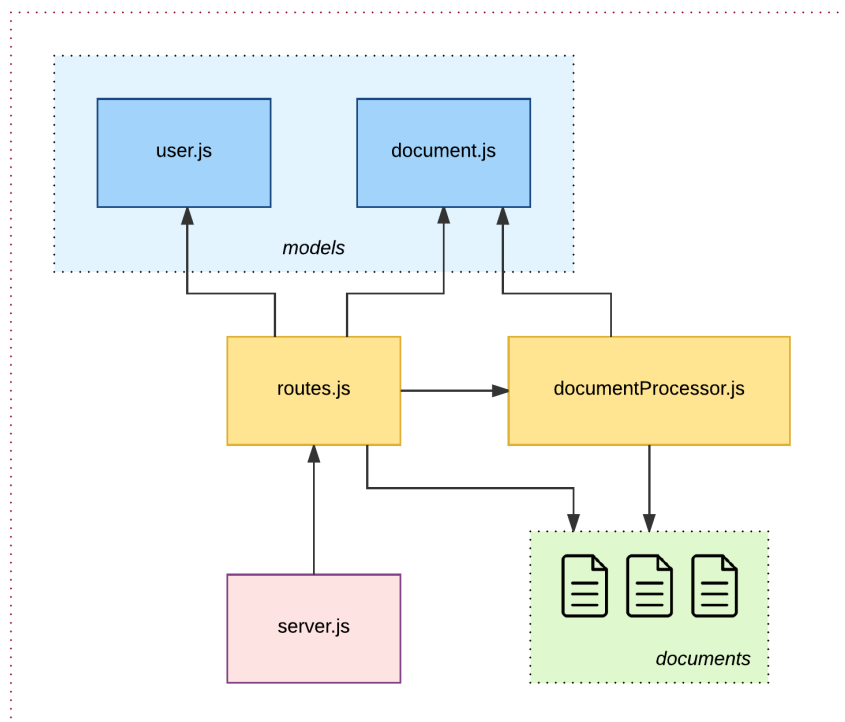 user.js
document.js
models
routes.js
documentProcessor.js
server.js
documents